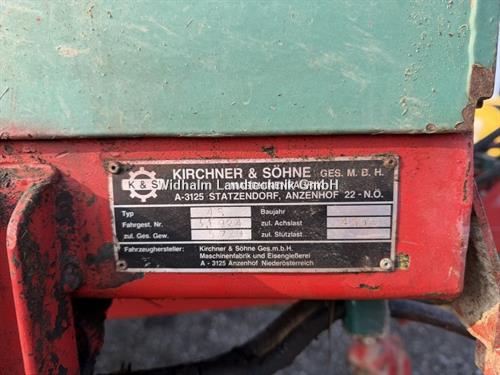 K & S
KIRCHNER & SÖHNE GES. M. B. H.
Widhalm Landtechnik GmbH
A-3125 STATZENDORF, ANZENHOF 22 - N.Ö.
Typ Baujahr
Fahrgest. Nr. zul. Achslast
zul. Ges. Gew. zul. Stützlast
Fahrzeughersteller: Kirchner & Söhne Ges.m.b.H.
Maschinenfabrik und Eisengießerei
A - 3125 Anzenhof Niederösterreich